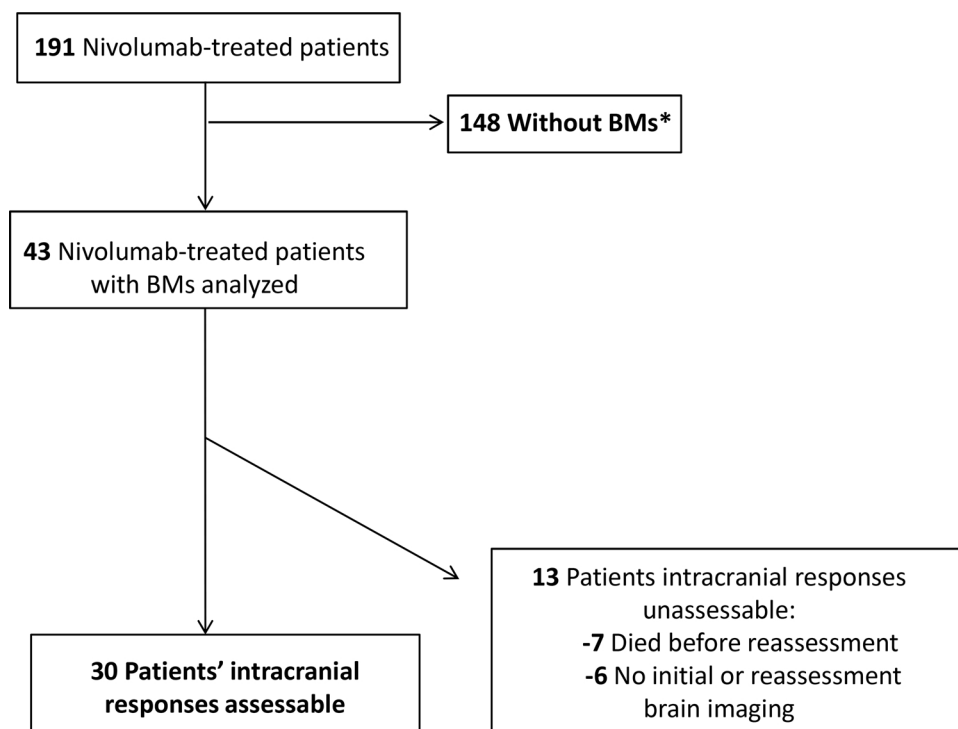 191 Nivolumab-treated patients
148 Without BMs*
43 Nivolumab-treated patients
with BMs analyzed
13 Patients intracranial responses
unassessable:
-7 Died before reassessment
-6 No initial or reassessment
brain imaging
30 Patients’ intracranial
responses assessable